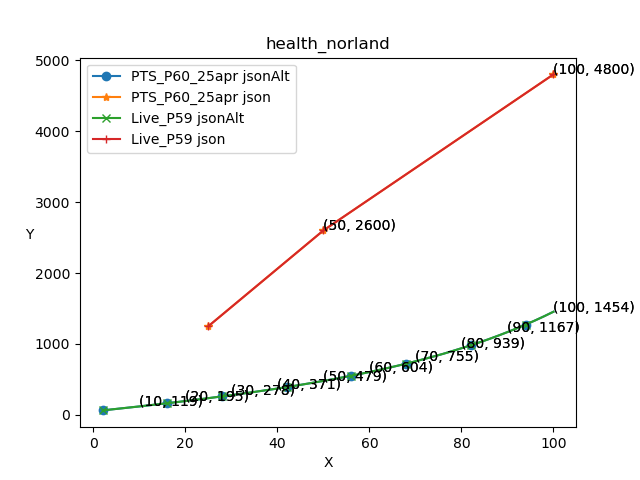 health_norland
PTS_P60_25apr jsonAlt
PTS_P60_25apr json
Live_P59 jsonAlt
Live_P59 json
5000
4000
3000
2000
1000
0
Y
(100, 4800)
(50, 2600)
(100, 1454)
(90, 1167)
(80, 939)
(70, 755)
(60, 604)
(50, 479)
(40, 371)
(30, 278)
(20, 195)
(10, 119)
0 20 40 60 80 100
X